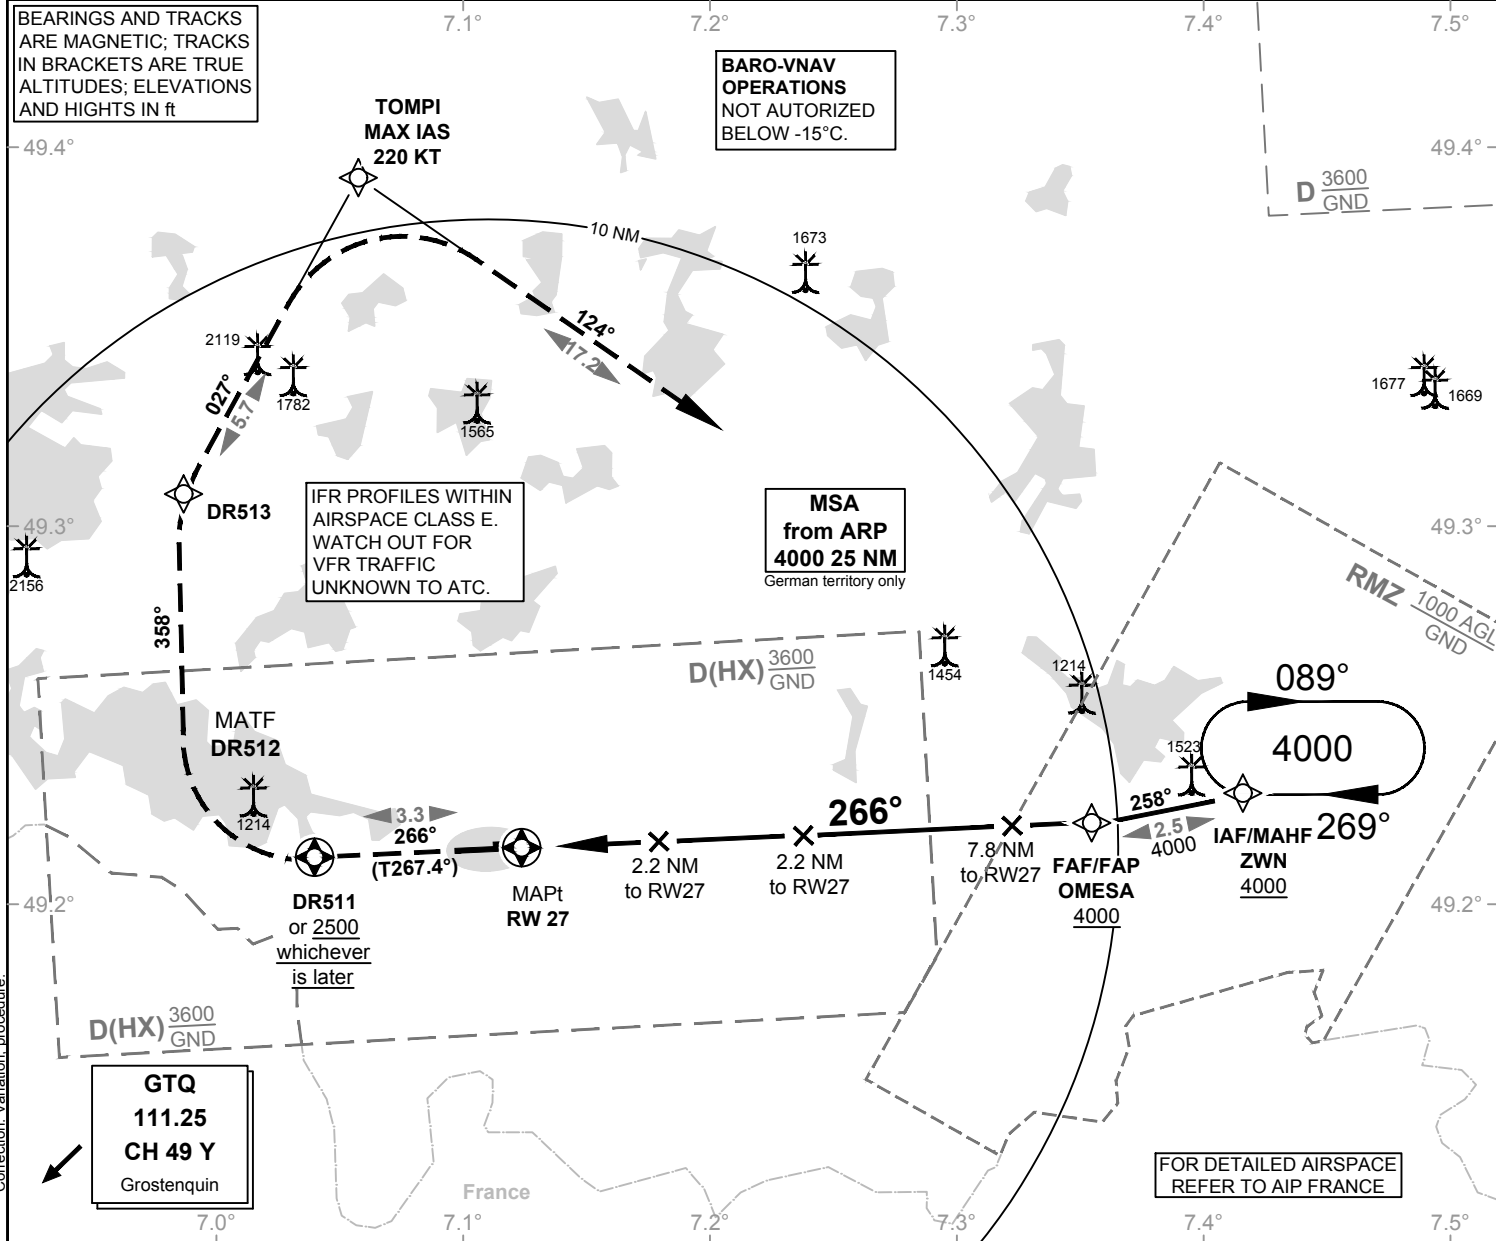 BEARINGS AND TRACKS
ARE MAGNETIC; TRACKS
IN BRACKETS ARE TRUE
ALTITUDES; ELEVATIONS
AND HIGHTS IN ft
7.1°
7.2°
7.3°
7.4°
7.5°
BARO-VNAV
OPERATIONS
NOT AUTORIZED
BELOW -15°C.
TOMPI
MAX IAS
220 KT
49.4°
49.4°
D 3600
GND
10 NM
1673
2119
1782
1565
124°
17.2
027°
5.7
1677
1669
DR513
49.3°
49.3°
2156
IFR PROFILES WITHIN
AIRSPACE CLASS E.
WATCH OUT FOR
VFR TRAFFIC
UNKNOWN TO ATC.
MSA
from ARP
4000 25 NM
German territory only
RMZ 1000 AGL
GND
358°
D(HX) 3600
GND
1454
1214
089°
4000
269°
1523
MATF
DR512
1214
3.3
266°
(T267.4°)
266°
258°
2.5
4000
IAF/MAHF
ZWN
4000
2.2 NM
to RW27
2.2 NM
to RW27
7.8 NM
to RW27
FAF/FAP
OMESA
4000
MAPt
RW 27
DR511
or 2500
whichever
is later
49.2°
49.2°
D(HX) 3600
GND
GTQ
111.25
CH 49 Y
Grostenquin
France
FOR DETAILED AIRSPACE
REFER TO AIP FRANCE
7.0°
7.1°
7.2°
7.3°
7.4°
7.5°
Correction: Variation, procedure.